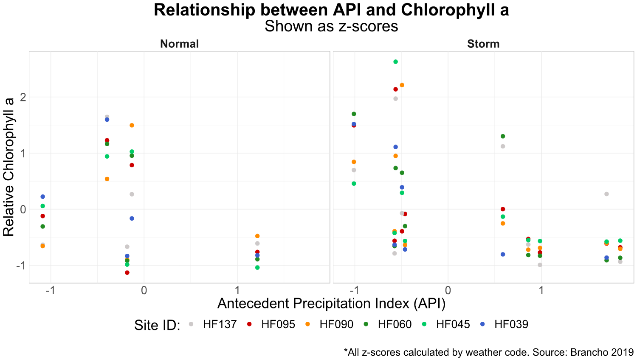 Relationship between API and Chlorophyll a
Shown as z-scores
Normal
Storm
Relative Chlorophyll a
2
1
0
-1
-1
0
1
-1
0
1
Antecedent Precipitation Index (API)
Site ID: HF137 HF095 HF090 HF060 HF045 HF039
*All z-scores calculated by weather code. Source: Brancho 2019